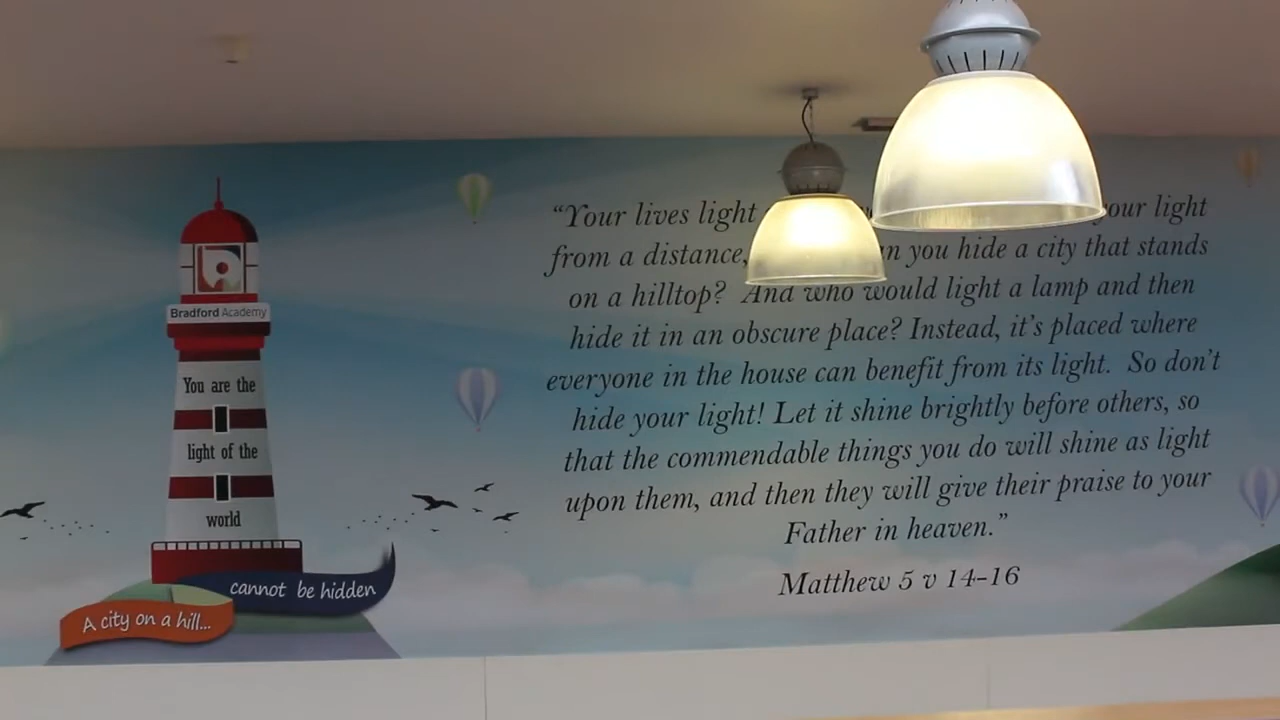 Bradford Academy
You are the
light of the
world
cannot be hidden
A city on a hill...
“Your lives light your light
from a distance, you hide a city that stands
on a hilltop? And who would light a lamp and then
hide it in an obscure place? Instead, it’s placed where
everyone in the house can benefit from its light. So don’t
hide your light! Let it shine brightly before others, so
that the commendable things you do will shine as light
upon them, and then they will give their praise to your
Father in heaven.”
Matthew 5 v 14-16